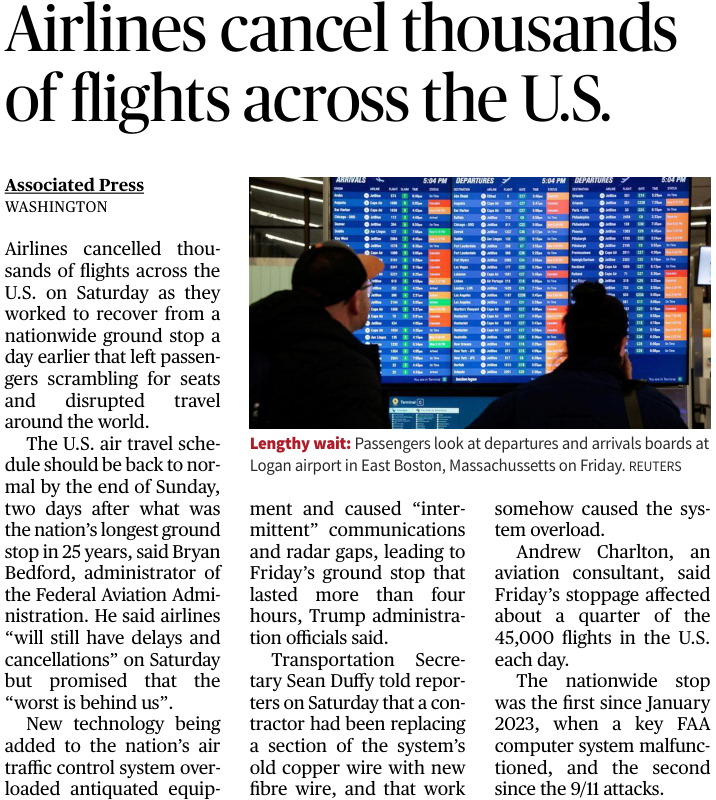 Airlines cancel thousands
of flights across the U.S.
Associated Press
WASHINGTON
Airlines cancelled thou-
sands of flights across the
U.S. on Saturday as they
worked to recover from a
nationwide ground stop a
day earlier that left passen-
gers scrambling for seats
and disrupted travel
around the world.
The U.S. air travel sche-
dule should be back to nor-
mal by the end of Sunday,
two days after what was
the nation's longest ground
stop in 25 years, said Bryan
Bedford, administrator of
the Federal Aviation Admi-
nistration. He said airlines
“will still have delays and
cancellations” on Saturday
but promised that the
“worst is behind us”.
New technology being
added to the nation's air
traffic control system over-
loaded antiquated equip-
ARRIVALS 5:04 PM
DEPARTURES 5:04 PM
DEPARTURES 5:04 PM
Lengthy wait: Passengers look at departures and arrivals boards at
Logan airport in East Boston, Massachussetts on Friday. REUTERS
ment and caused “inter-
mittent” communications
and radar gaps, leading to
Friday's ground stop that
lasted more than four
hours, Trump administra-
tion officials said.
Transportation Secre-
tary Sean Duffy told repor-
ters on Saturday that a con-
tractor had been replacing
a section of the system's
old copper wire with new
fibre wire, and that work
somehow caused the sys-
tem overload.
Andrew Charlton, an
aviation consultant, said
Friday's stoppage affected
about a quarter of the
45,000 flights in the U.S.
each day.
The nationwide stop
was the first since January
2023, when a key FAA
computer system malfunc-
tioned, and the second
since the 9/11 attacks.